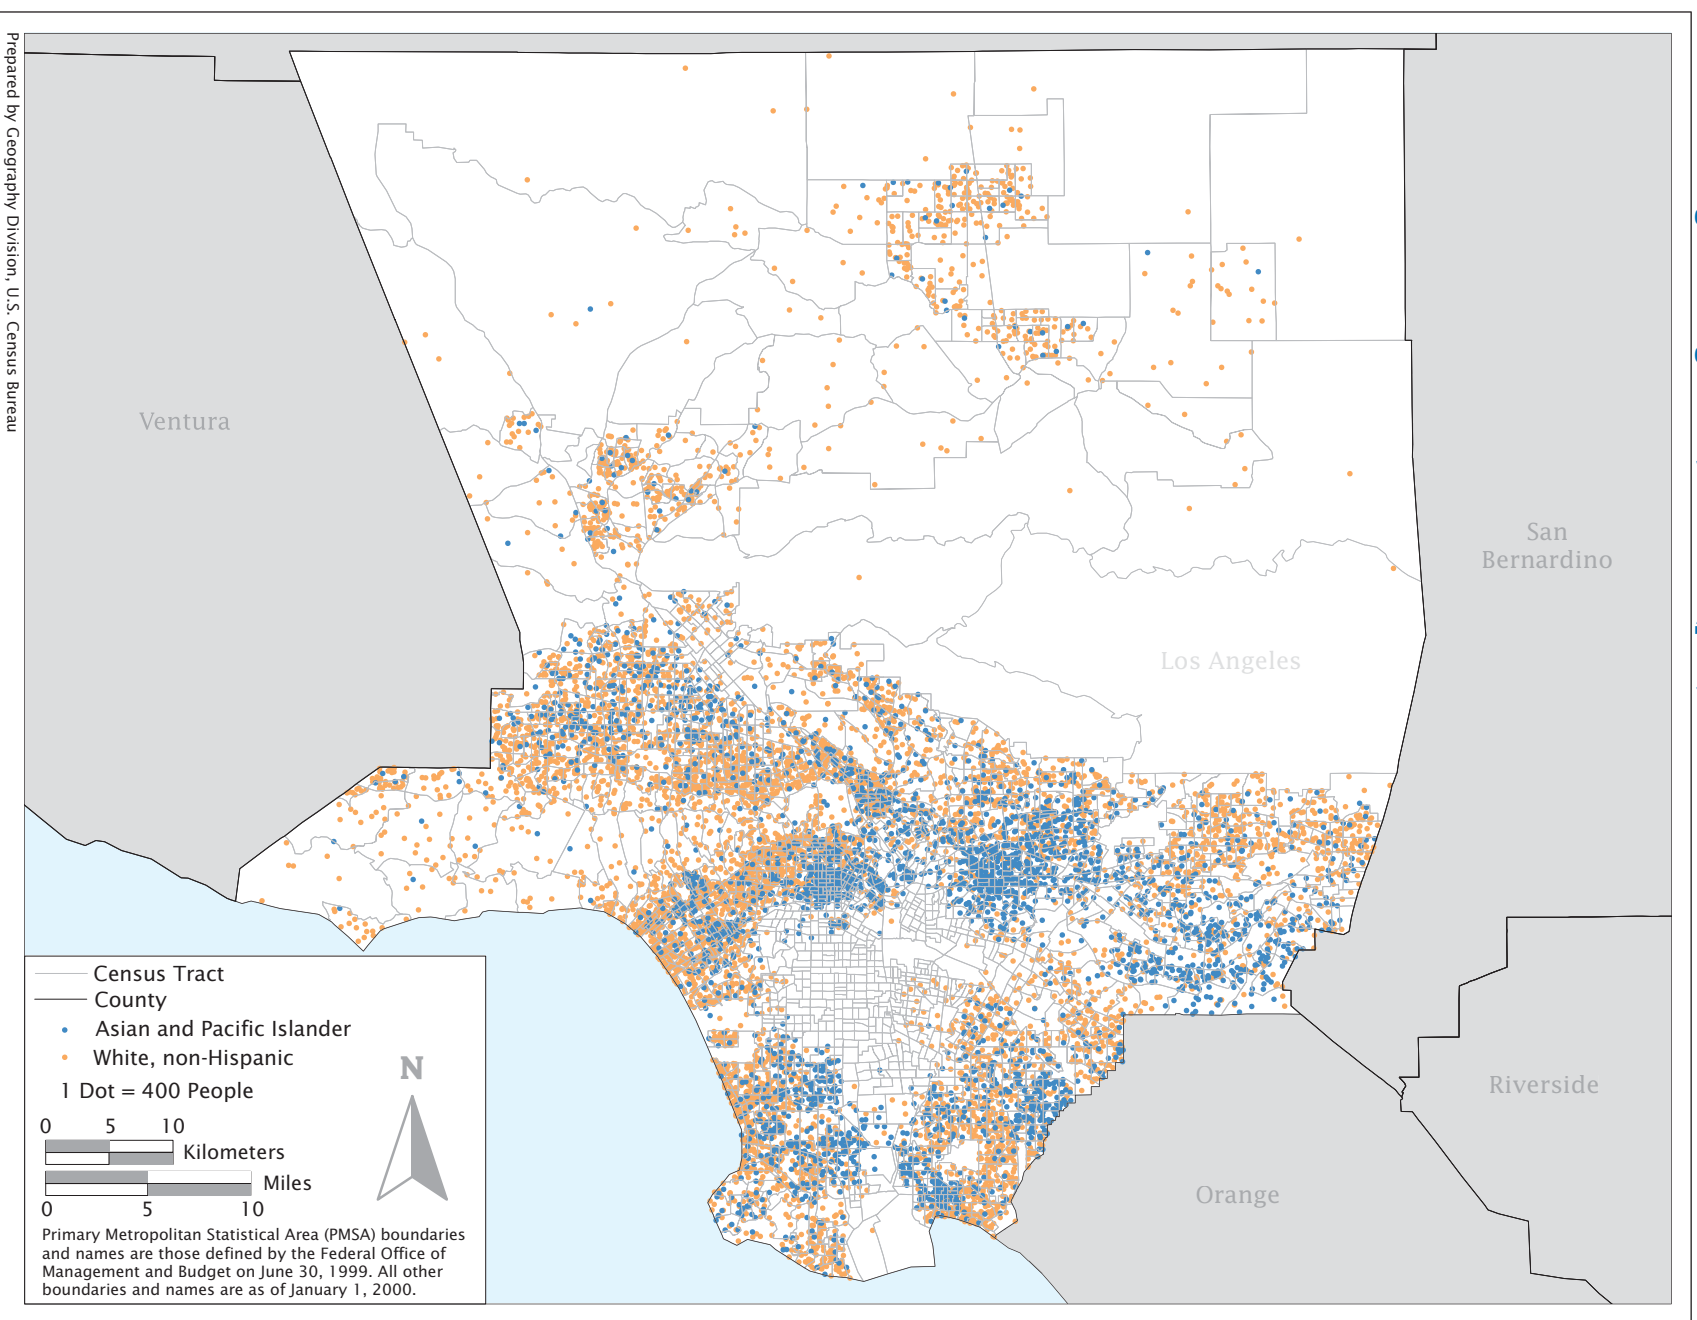 Prepared by Geography Division, U.S. Census Bureau
Ventura
San
Bernardino
Los Angeles
Riverside
Orange
Census Tract
County
Asian and Pacific Islander
White, non-Hispanic
1 Dot = 400 People
N
0 5 10
Kilometers
Miles
0 5 10
Primary Metropolitan Statistical Area (PMSA) boundaries
and names are those defined by the Federal Office of
Management and Budget on June 30, 1999. All other
boundaries and names are as of January 1, 2000.